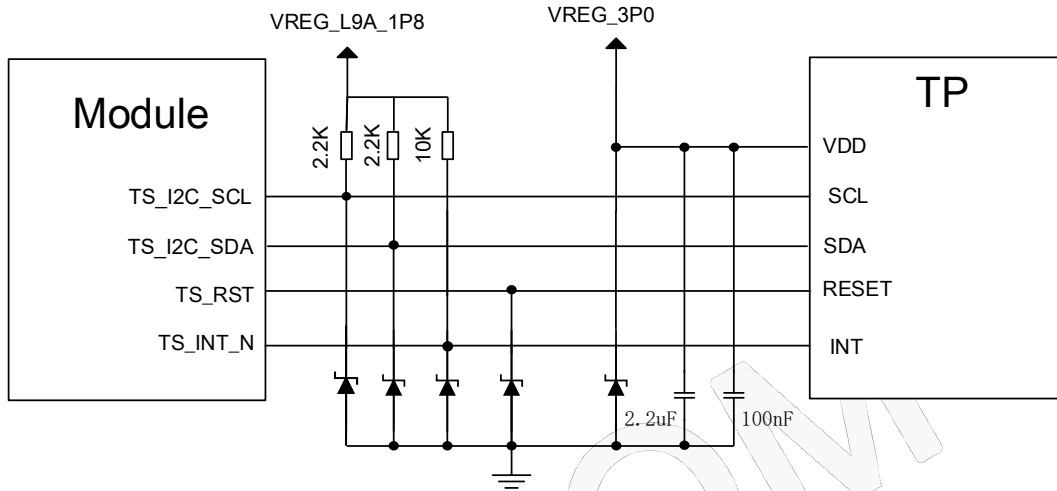 VREG_L9A_1P8
VREG_3P0
Module
TP
2.2K
2.2K
10K
VDD
TS_I2C_SCL
SCL
TS_I2C_SDA
SDA
TS_RST
RESET
TS_INT_N
INT
2.2uF
100nF